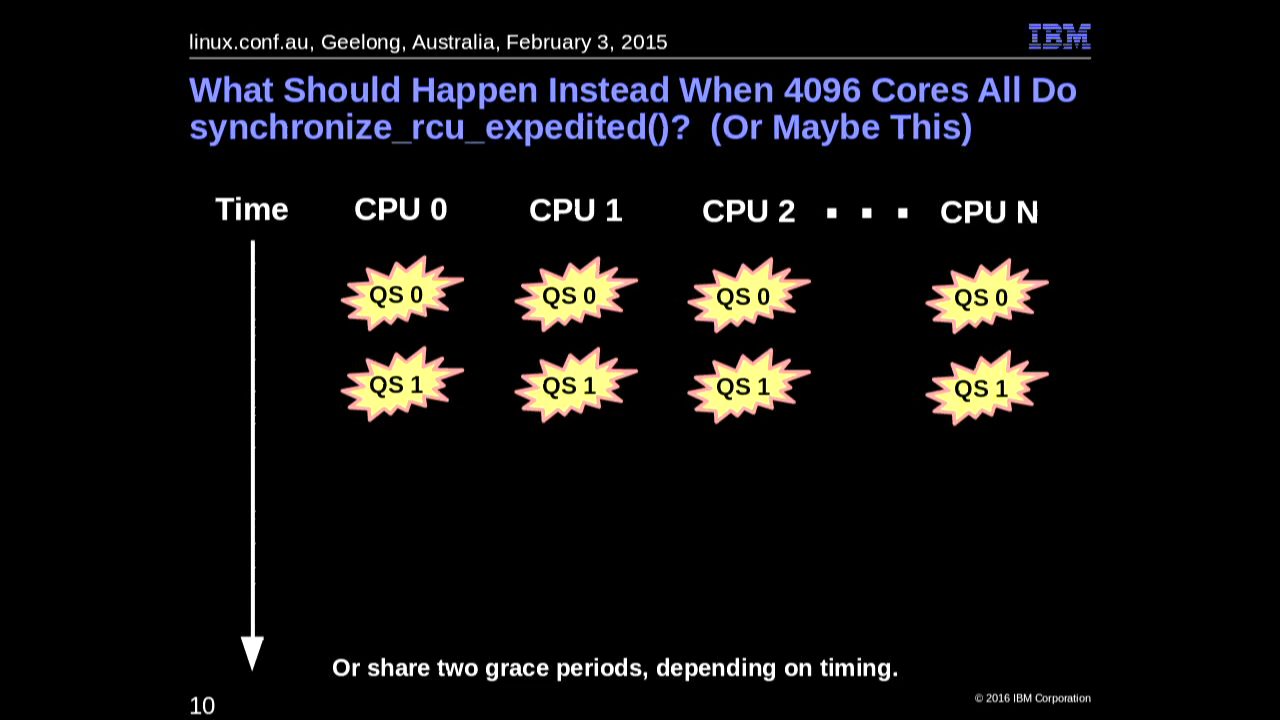 linux.conf.au, Geelong, Australia, February 3, 2015
IBM
What Should Happen Instead When 4096 Cores All Do
synchronize_rcu_expedited()?  (Or Maybe This)
Time CPU 0 CPU 1 CPU 2 ▪ ▪ ▪ CPU N
QS 0 QS 0 QS 0 QS 0
QS 1 QS 1 QS 1 QS 1
Or share two grace periods, depending on timing.
10
© 2016 IBM Corporation